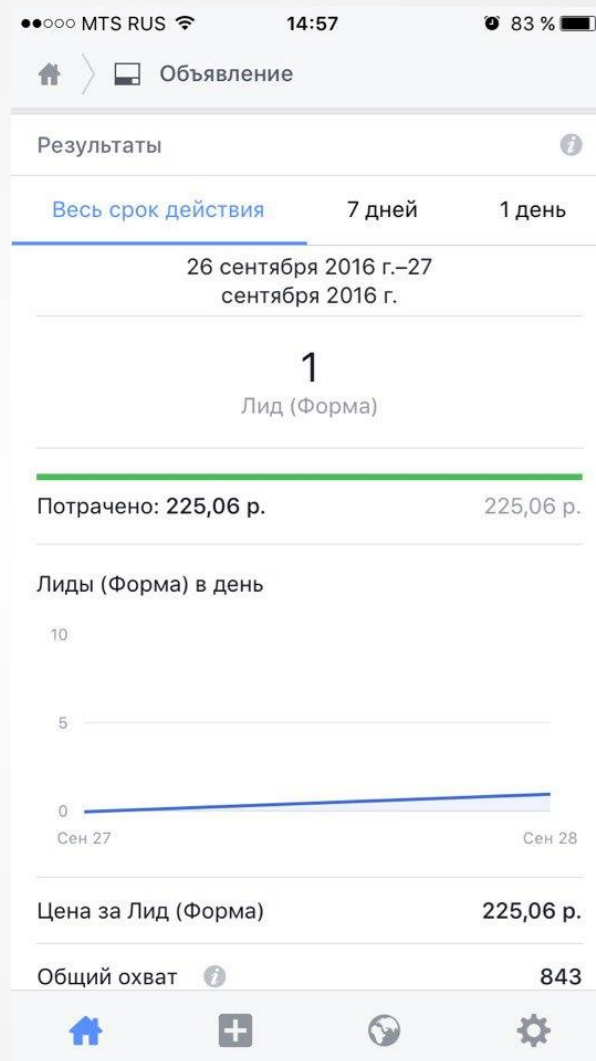 MTS RUS 14:57 83 %
Объявление
Результаты
Весь срок действия 7 дней 1 день
26 сентября 2016 г.–27
сентября 2016 г.
1
Лид (Форма)
Потрачено: 225,06 р. 225,06 р.
Лиды (Форма) в день
10
5
0
Сен 27 Сен 28
Цена за Лид (Форма) 225,06 р.
Общий охват 843